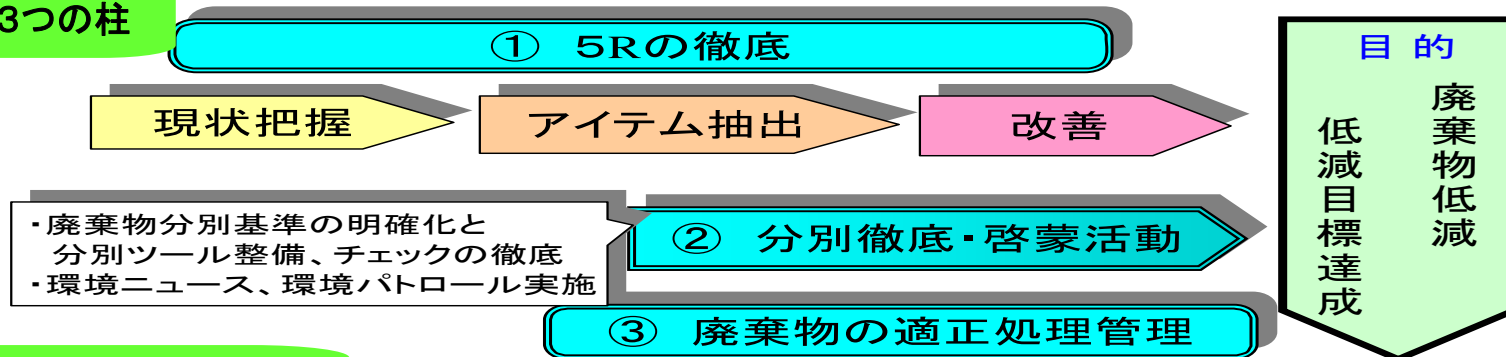 3つの柱
① 5Rの徹底
現状把握
アイテム抽出
改善
・廃棄物分別基準の明確化と
分別ツール整備、チェックの徹底
・環境ニュース、環境パトロール実施
② 分別徹底・啓蒙活動
③ 廃棄物の適正処理管理
目的
廃棄物低減
低減目標達成